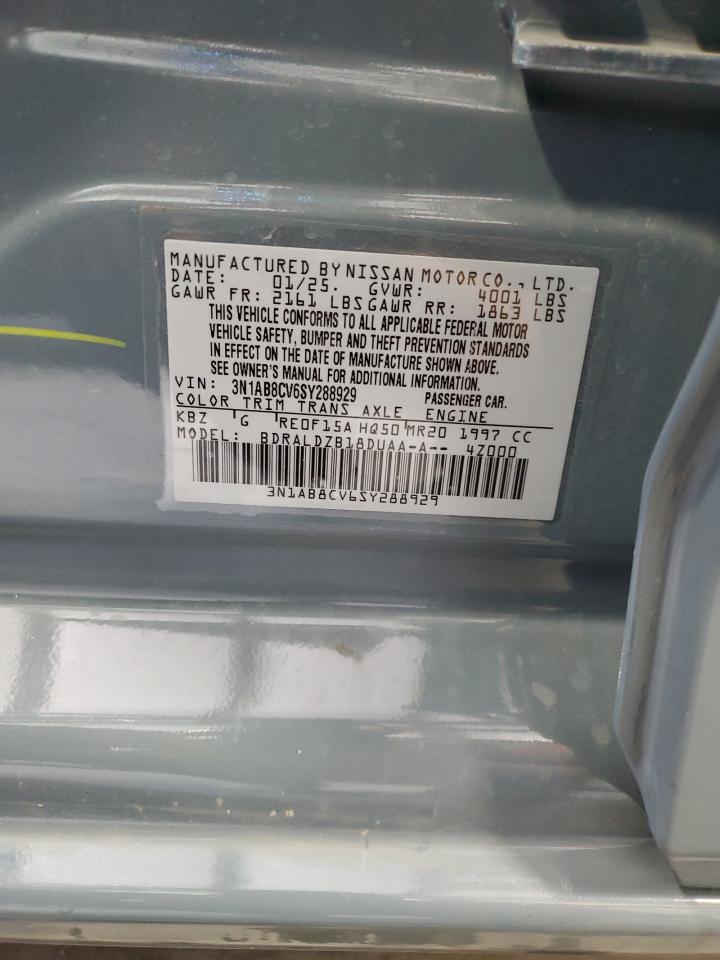 MANUFACTURED BY NISSAN MOTOR CO., LTD.
DATE: 01/25. GVWR: 4001 LBS
GAWR FR: 2161 LBS GAWR RR: 1863 LBS
THIS VEHICLE CONFORMS TO ALL APPLICABLE FEDERAL MOTOR
VEHICLE SAFETY, BUMPER AND THEFT PREVENTION STANDARDS
IN EFFECT ON THE DATE OF MANUFACTURE SHOWN ABOVE.
SEE OWNER'S MANUAL FOR ADDITIONAL INFORMATION.
VIN: 3N1AB8CV6SY288929 PASSENGER CAR.
COLOR TRIM TRANS AXLE ENGINE
KBZ G RE0F15A HQ50 MR20 1997 CC
MODEL: BDRALDZB18DUAA-A-- 4Z000
3N1AB8CV6SY288929